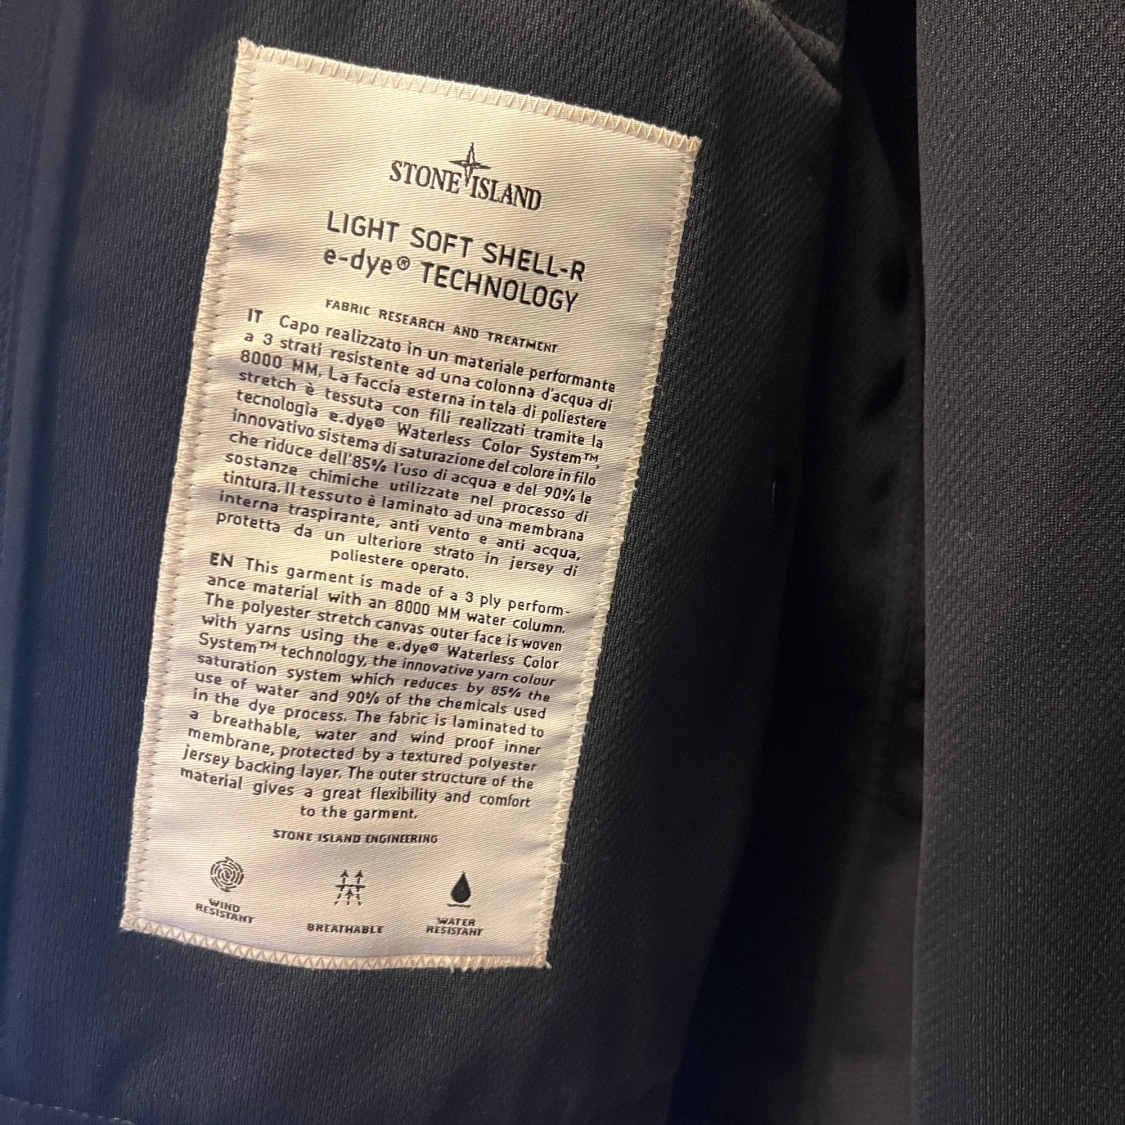 STONE ISLAND
LIGHT SOFT SHELL-R
e-dye® TECHNOLOGY
FABRIC RESEARCH AND TREATMENT
IT Capo realizzato in un materiale performante
a 3 strati resistente ad una colonna d'acqua di
8000 MM. La faccia esterna in tela di poliestere
stretch è tessuta con fili realizzati tramite la
tecnologia e.dye® Waterless Color System™,
innovativo sistema di saturazione del colore in filo
che riduce dell'85% l'uso di acqua e del 90% le
sostanze chimiche utilizzate nel processo di
tintura. Il tessuto è laminato ad una membrana
interna traspirante, anti vento e anti acqua,
protetta da un ulteriore strato in jersey di
poliestere operato.
EN This garment is made of a 3 ply perform-
ance material with an 8000 MM water column.
The polyester stretch canvas outer face is woven
with yarns using the e.dye® Waterless Color
System™ technology, the innovative yarn colour
saturation system which reduces by 85% the
use of water and 90% of the chemicals used
in the dye process. The fabric is laminated to
a breathable, water and wind proof inner
membrane, protected by a textured polyester
jersey backing layer. The outer structure of the
material gives a great flexibility and comfort
to the garment.
STONE ISLAND ENGINEERING
WIND
RESISTANT
BREATHABLE
WATER
RESISTANT